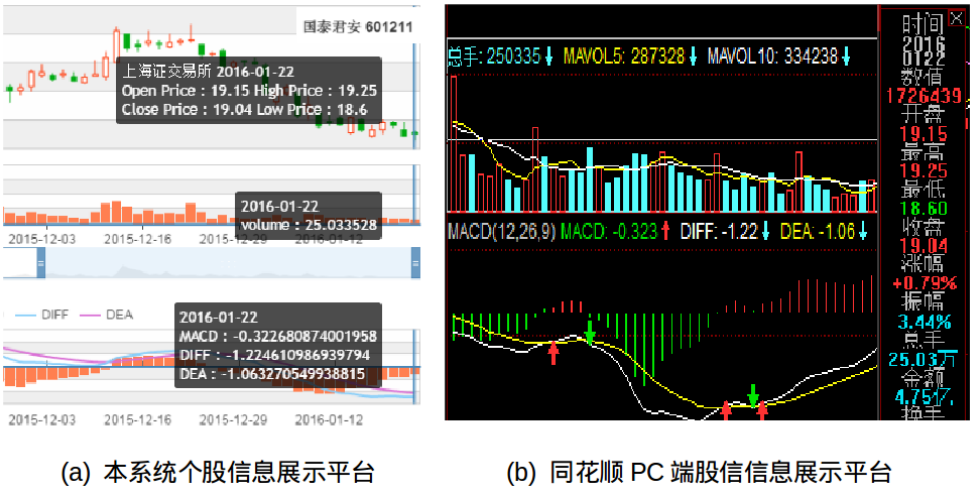 国泰君安 601211
上海证交易所 2016-01-22
Open Price : 19.15 High Price : 19.25
Close Price : 19.04 Low Price : 18.6
2016-01-22
volume : 25.033528
2015-12-03 2015-12-16 2015-12-29 2016-01-12
DIFF DEA
2016-01-22
MACD : -0.3226808740019​58
DIFF : -1.224610986939794
DEA : -1.063270549938815
2015-12-03 2015-12-16 2015-12-29 2016-01-12
(a) 本系统个股信息展示平台
总手: 250335 MAVOL5: 287328 MAVOL10: 334238
MACD(12,26,9) MACD: -0.323 DIFF: -1.22 DEA: -1.06
时间
2016
0122
数值
1726439
开盘
19.15
最高
19.25
最低
18.60
收盘
19.04
涨幅
+0.79%
振幅
3.44%
总手
25.03万
金额
4.75亿
换手
(b) 同花顺 PC 端股信信息展示平台